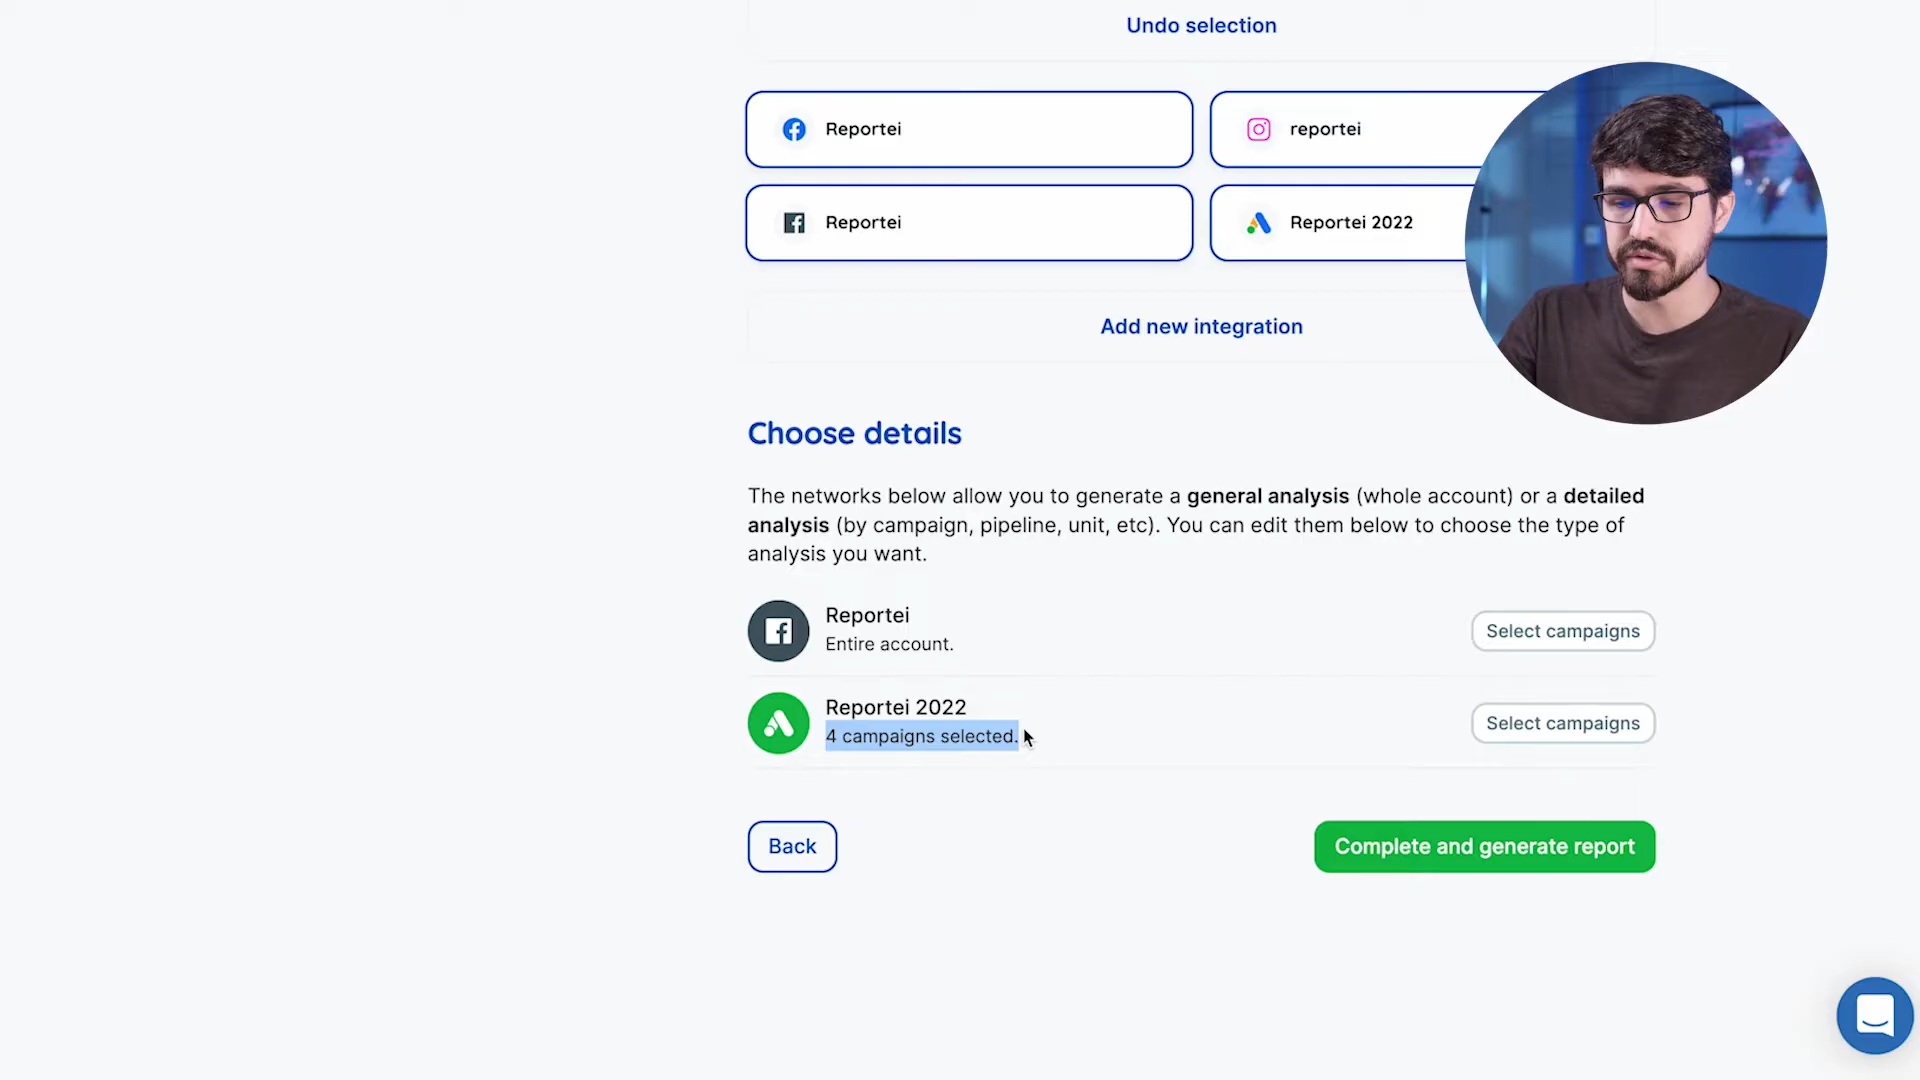 Undo selection
Reportei
reportei
Reportei
Reportei 2022
Add new integration
Choose details
The networks below allow you to generate a general analysis (whole account) or a detailed
analysis (by campaign, pipeline, unit, etc). You can edit them below to choose the type of
analysis you want.
Reportei
Entire account.
Select campaigns
Reportei 2022
4 campaigns selected.
Select campaigns
Back
Complete and generate report